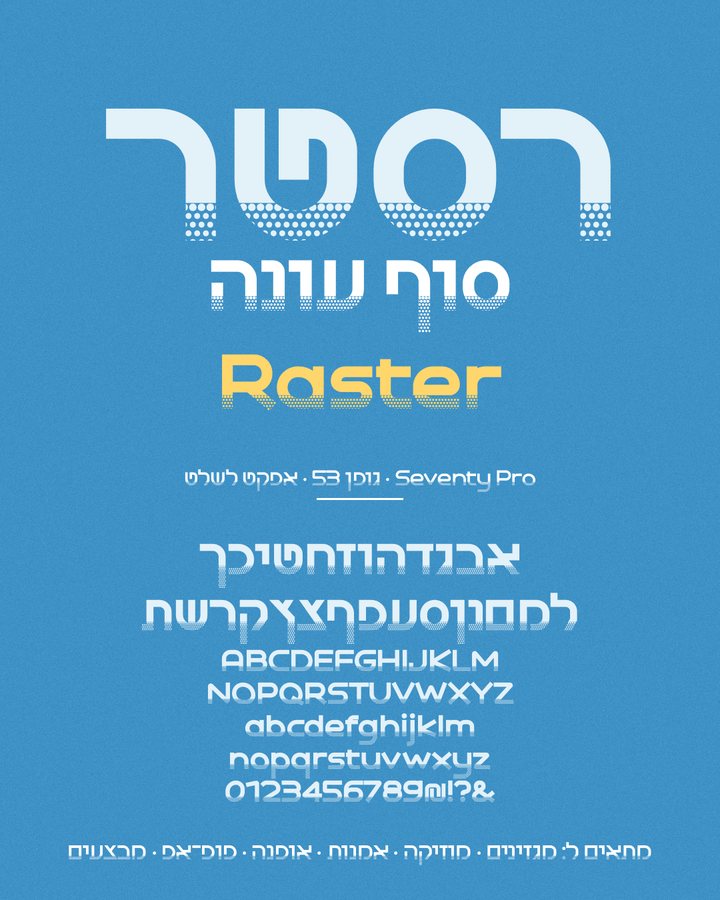 רסטר
סוף עונה
Raster
אפקט לשלט · גופן 53 · Seventy Pro
אבגדהוזחטיכך
למםנןסעפףצץקרשת
ABCDEFGHIJKLM
NOPQRSTUVWXYZ
abcdefghijklm
nopqrstuvwxyz
0123456789₪!?&
מתאים ל: מגזינים · מוזיקה · אמנות · אופנה · פופ־אפ · מבצעים